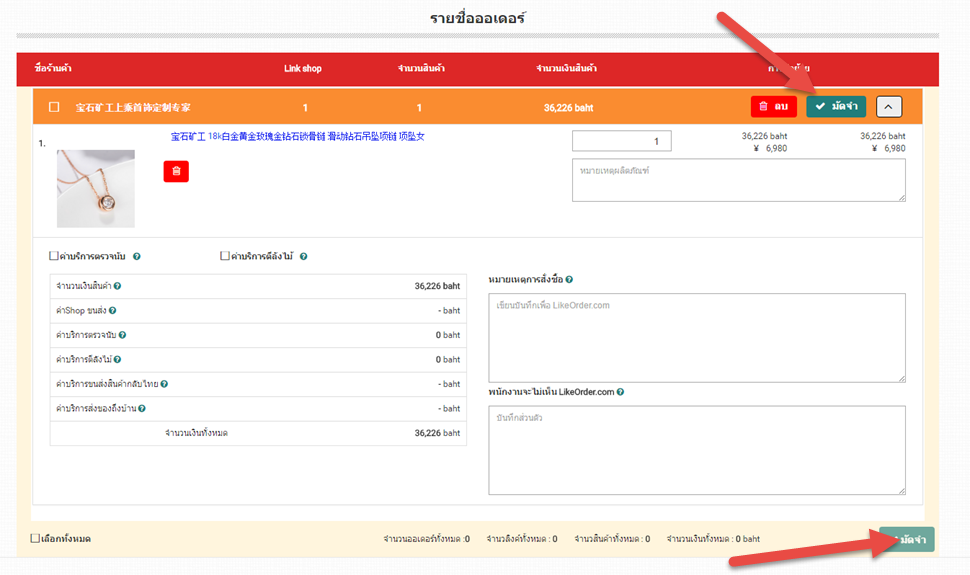 รายชื่อออเดอร์
ชื่อร้านค้า Link shop จำนวนสินค้า จำนวนเงินสินค้า
宝石矿工上乘首饰定制专家 1 1 36,226 baht ลบ มัดจำ
1. 宝石矿工 18k白金黄金玫瑰金钻石锁骨链 滑动钻石吊坠项链 项坠女 1 36,226 baht 36,226 baht
¥ 6,980 ¥ 6,980
หมายเหตุผลิตภัณฑ์
ค่าบริการตรวจนับ ค่าบริการตีลังไม้
จำนวนเงินสินค้า 36,226 baht
ค่าShop ขนส่ง - baht
ค่าบริการตรวจนับ 0 baht
ค่าบริการตีลังไม้ 0 baht
ค่าบริการขนส่งสินค้ากลับไทย - baht
ค่าบริการส่งของถึงบ้าน - baht
จำนวนเงินทั้งหมด 36,226 baht
หมายเหตุการสั่งซื้อ
เขียนบันทึกเพื่อ LikeOrder.com
พนักงานจะไม่เห็น LikeOrder.com
บันทึกส่วนตัว
เลือกทั้งหมด จำนวนออเดอร์ทั้งหมด :0 จำนวลิงค์ทั้งหมด : 0 จำนวสินค้าทั้งหมด : 0 จำนวนเงินทั้งหมด : 0 baht มัดจำ